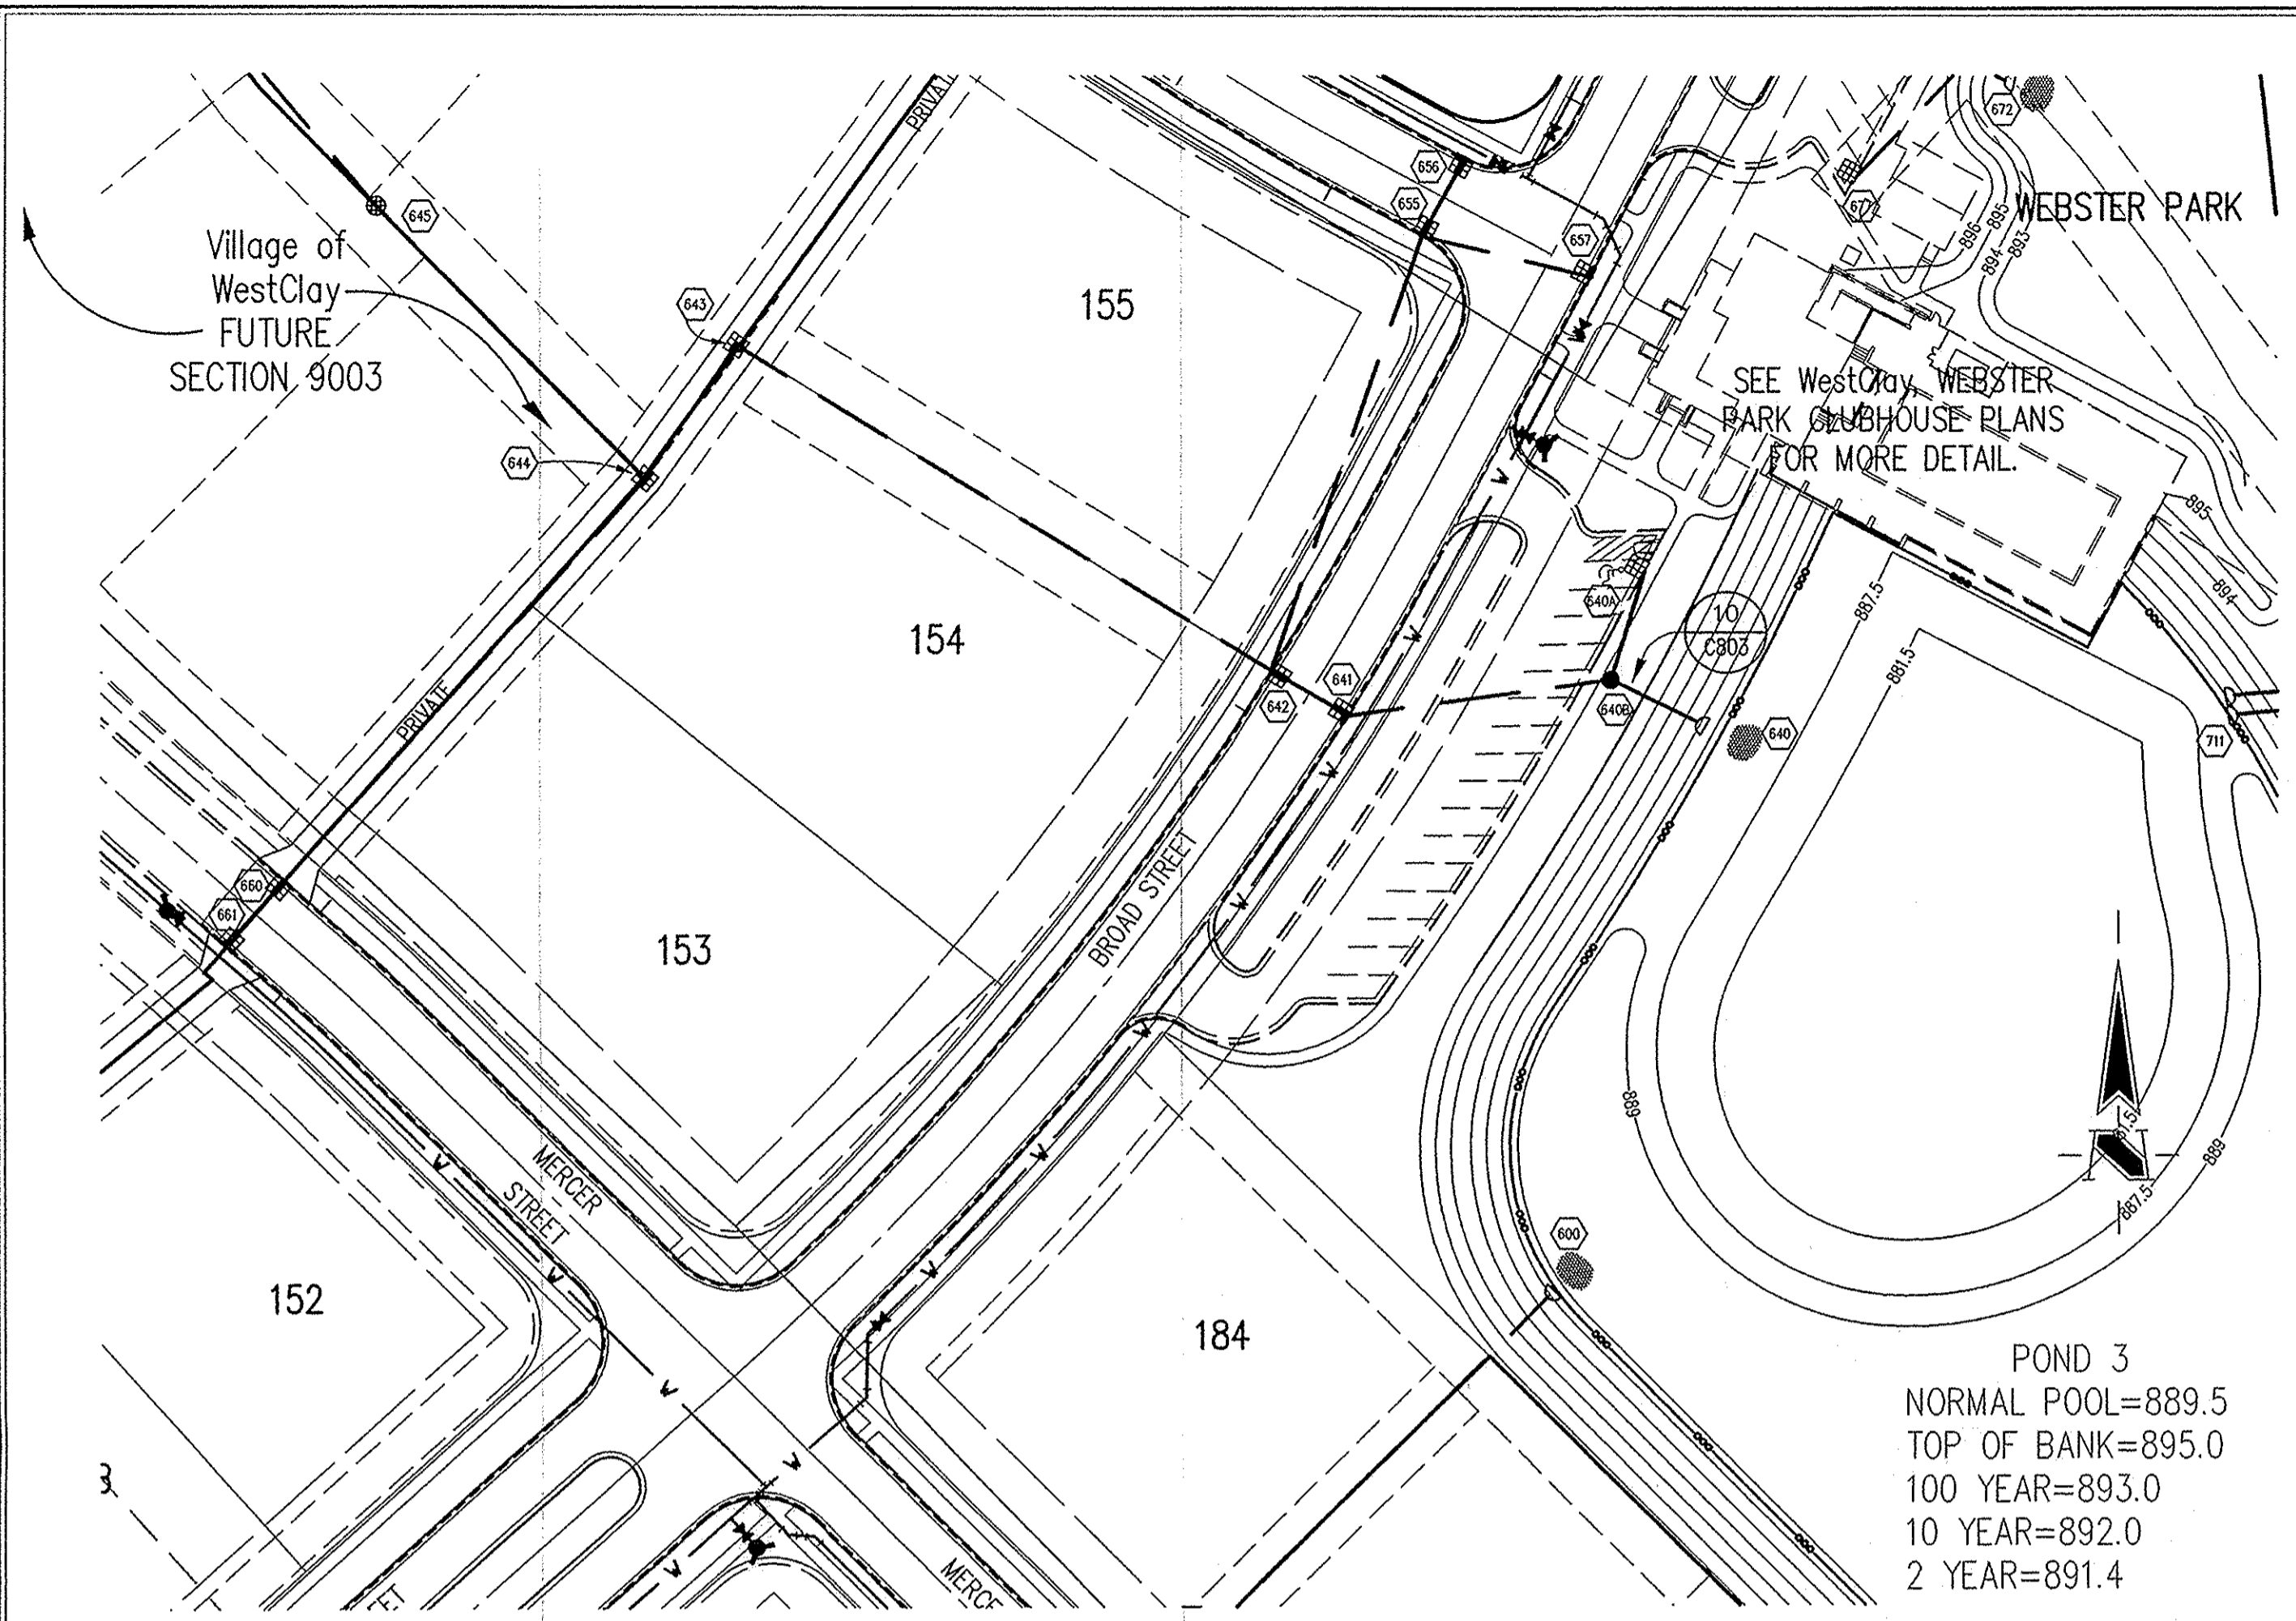 PRIVAT
672
656
655
645
677
WEBSTER PARK
Village of
WestClay
FUTURE
SECTION 9003
657
896
895
894
893
643
155
SEE WestClay, WEBSTER
PARK CLUBHOUSE PLANS
FOR MORE DETAIL.
644
W
895
894
640A
10
C803
887.5
881.5
154
W
641
642
640B
640
711
PRIVATE
W
BROAD STREET
W
660
661
153
W
889
W
MERCER
STREET
W
889
887.5
600
W
W
152
184
W
W
3
W
MERCE
ET
POND 3
NORMAL POOL=889.5
TOP OF BANK=895.0
100 YEAR=893.0
10 YEAR=892.0
2 YEAR=891.4